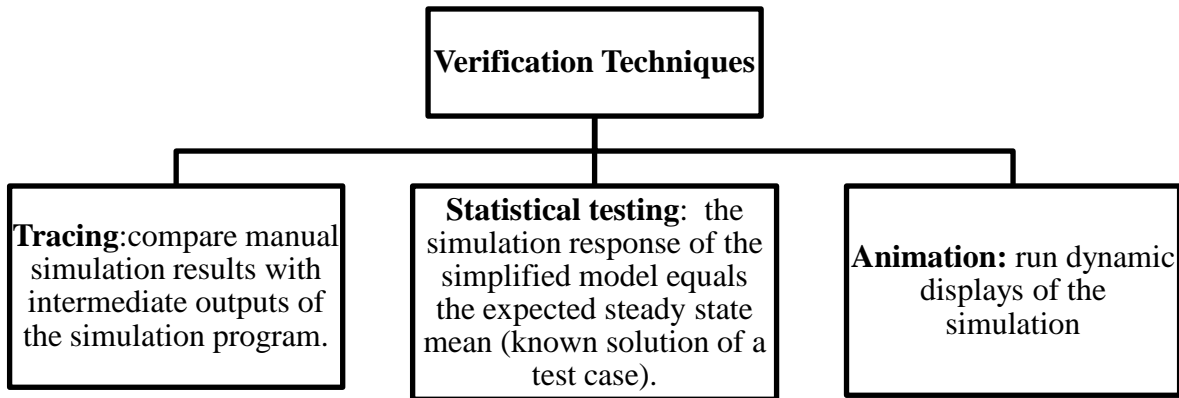 Verification Techniques
Tracing:compare manual
simulation results with
intermediate outputs of
the simulation program.
Statistical testing: the
simulation response of the
simplified model equals
the expected steady state
mean (known solution of a
test case).
Animation: run dynamic
displays of the
simulation